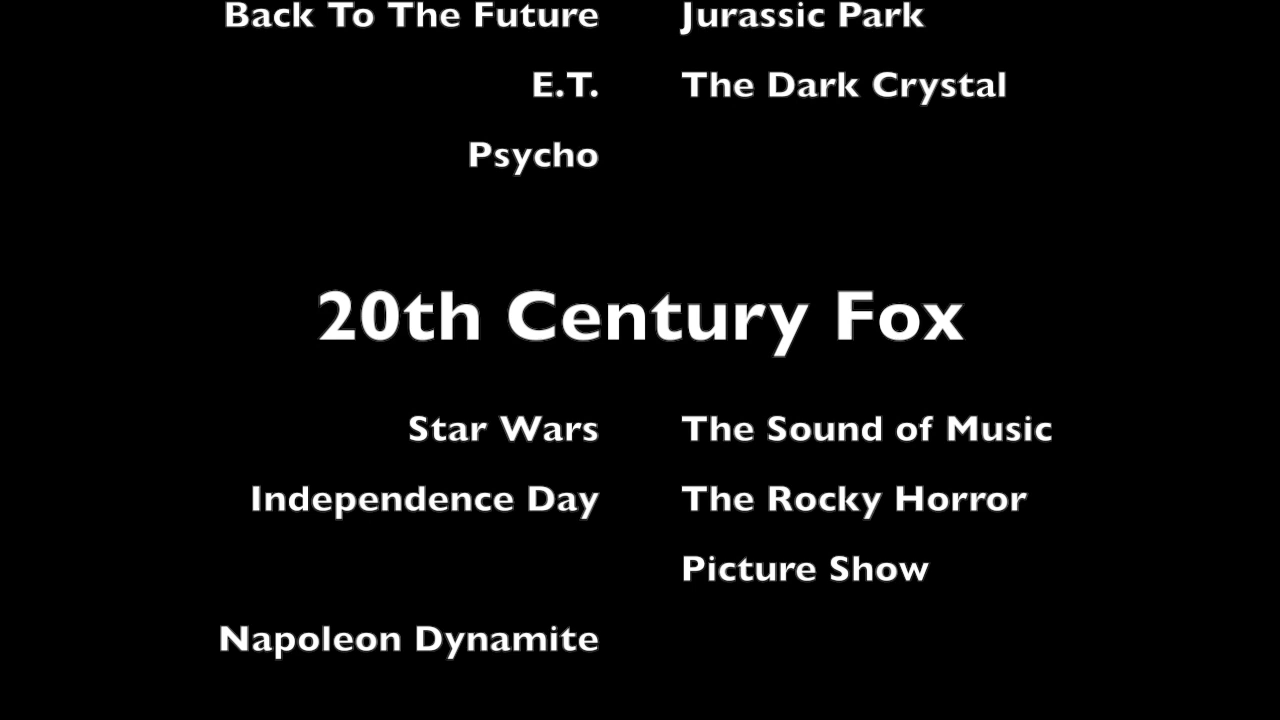 Back To The Future Jurassic Park
E.T. The Dark Crystal
Psycho
20th Century Fox
Star Wars The Sound of Music
Independence Day The Rocky Horror
Picture Show
Napoleon Dynamite